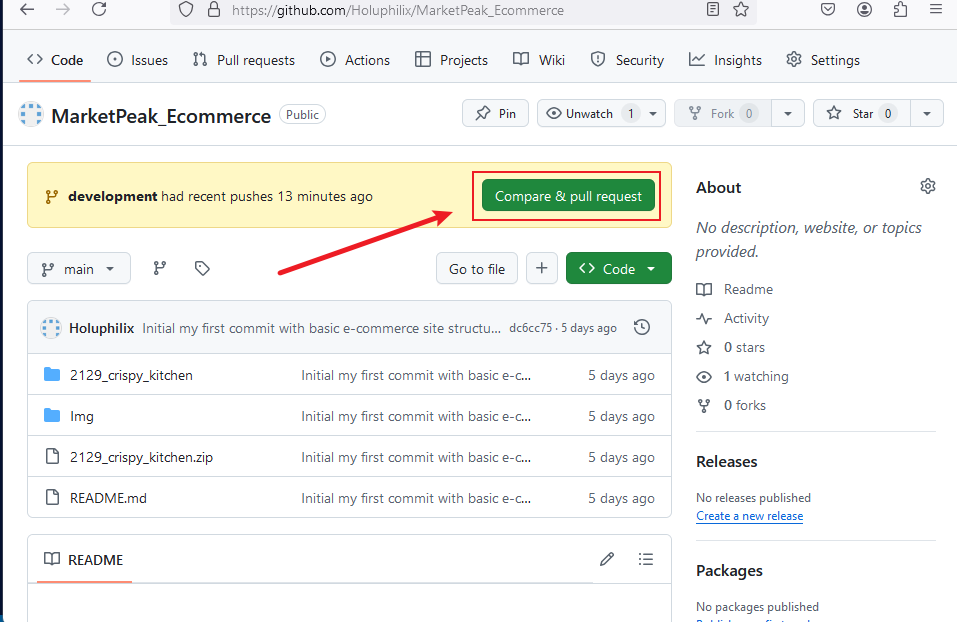 https://github.com/Holuphilix/MarketPeak_Ecommerce
Code Issues Pull requests Actions Projects Wiki Security Insights Settings
MarketPeak_Ecommerce Public Pin Unwatch 1 Fork 0 Star 0
development had recent pushes 13 minutes ago Compare & pull request
About
No description, website, or topics
provided.
main Go to file Code
Readme
Activity
0 stars
1 watching
0 forks
Holuphilix Initial my first commit with basic e-commerce site structu... dc6cc75 · 5 days ago
2129_crispy_kitchen Initial my first commit with basic e-c... 5 days ago
Img Initial my first commit with basic e-c... 5 days ago
2129_crispy_kitchen.zip Initial my first commit with basic e-c... 5 days ago
README.md Initial my first commit with basic e-c... 5 days ago
Releases
No releases published
Create a new release
README
Packages
No packages published